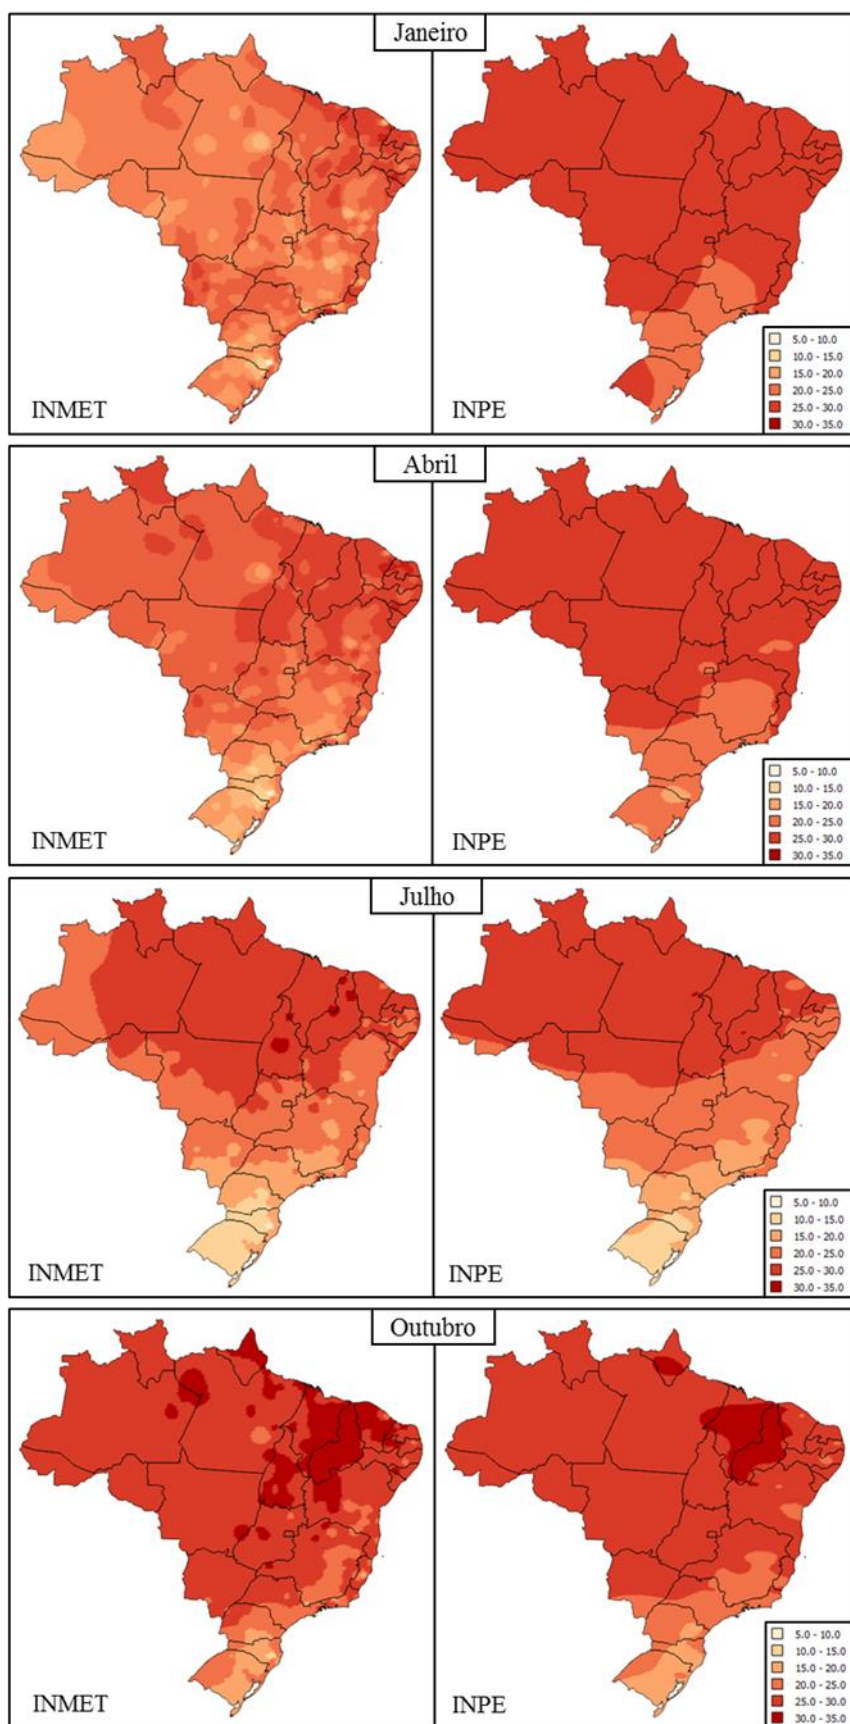 Janeiro
INMET
INPE
5.0 - 10.0
10.0 - 15.0
15.0 - 20.0
20.0 - 25.0
25.0 - 30.0
30.0 - 35.0
Abril
INMET
INPE
5.0 - 10.0
10.0 - 15.0
15.0 - 20.0
20.0 - 25.0
25.0 - 30.0
30.0 - 35.0
Julho
INMET
INPE
5.0 - 10.0
10.0 - 15.0
15.0 - 20.0
20.0 - 25.0
25.0 - 30.0
30.0 - 35.0
Outubro
INMET
INPE
5.0 - 10.0
10.0 - 15.0
15.0 - 20.0
20.0 - 25.0
25.0 - 30.0
30.0 - 35.0